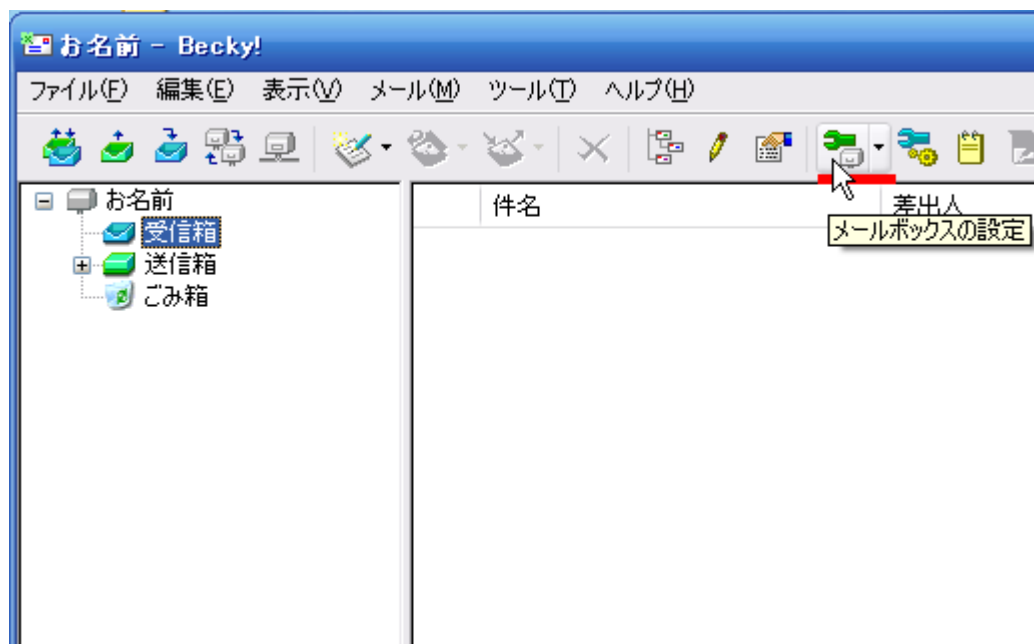 お名前 - Becky!
ファイル(F) 編集(E) 表示(V) メール(M) ツール(T) ヘルプ(H)
お名前
件名
差出人
受信箱
メールボックスの設定
送信箱
ごみ箱